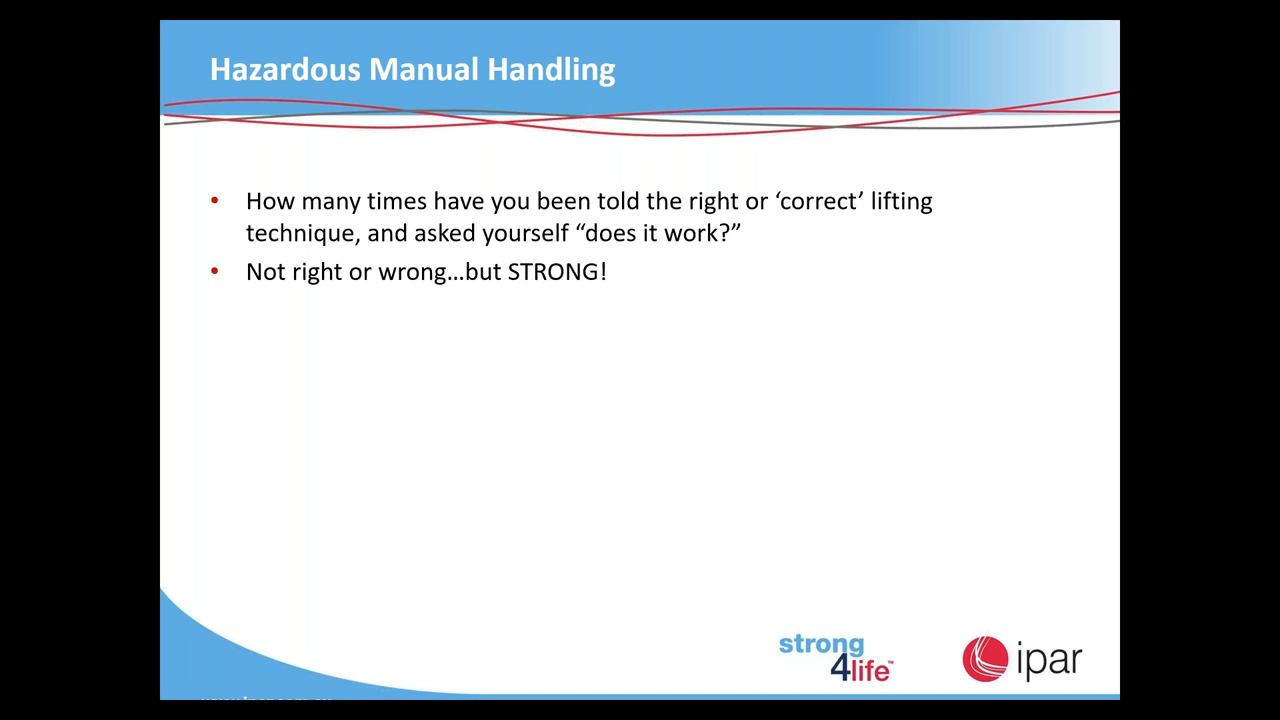 Hazardous Manual Handling
• How many times have you been told the right or ‘correct’ lifting
technique, and asked yourself “does it work?”
• Not right or wrong…but STRONG!
strong
4life™
ipar